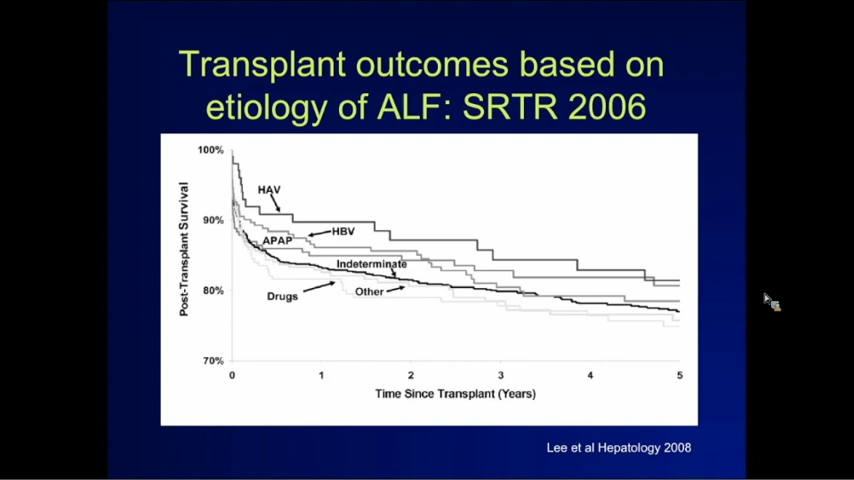 Transplant outcomes based on
etiology of ALF: SRTR 2006
100%
90%
80%
70%
Post-Transplant Survival
HAV
HBV
APAP
Indeterminate
Other
Drugs
0 1 2 3 4 5
Time Since Transplant (Years)
Lee et al Hepatology 2008